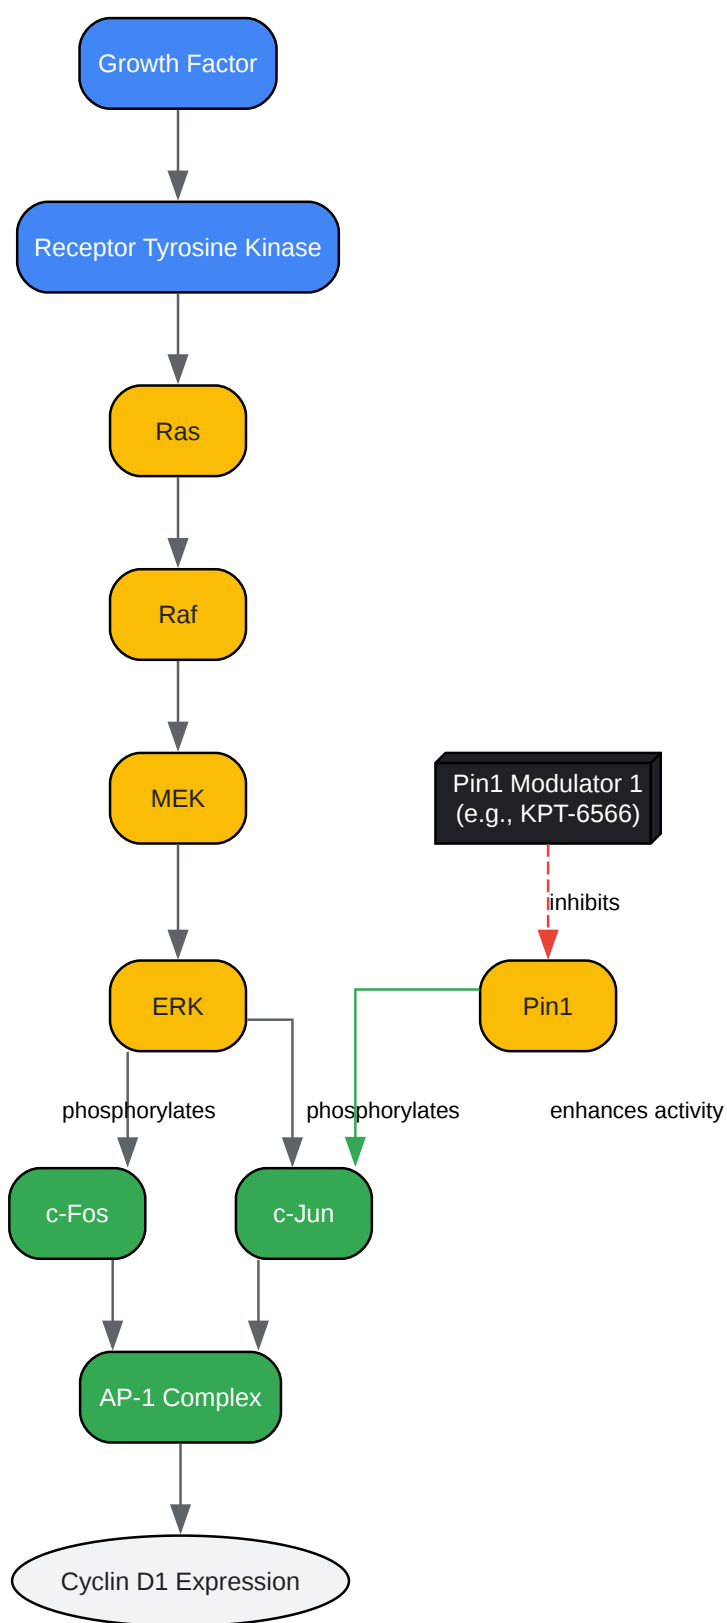 Growth Factor
Receptor Tyrosine Kinase
Ras
Raf
MEK
Pin1 Modulator 1
(e.g., KPT-6566)
inhibits
ERK
Pin1
phosphorylates
phosphorylates
enhances activity
c-Fos
c-Jun
AP-1 Complex
Cyclin D1 Expression